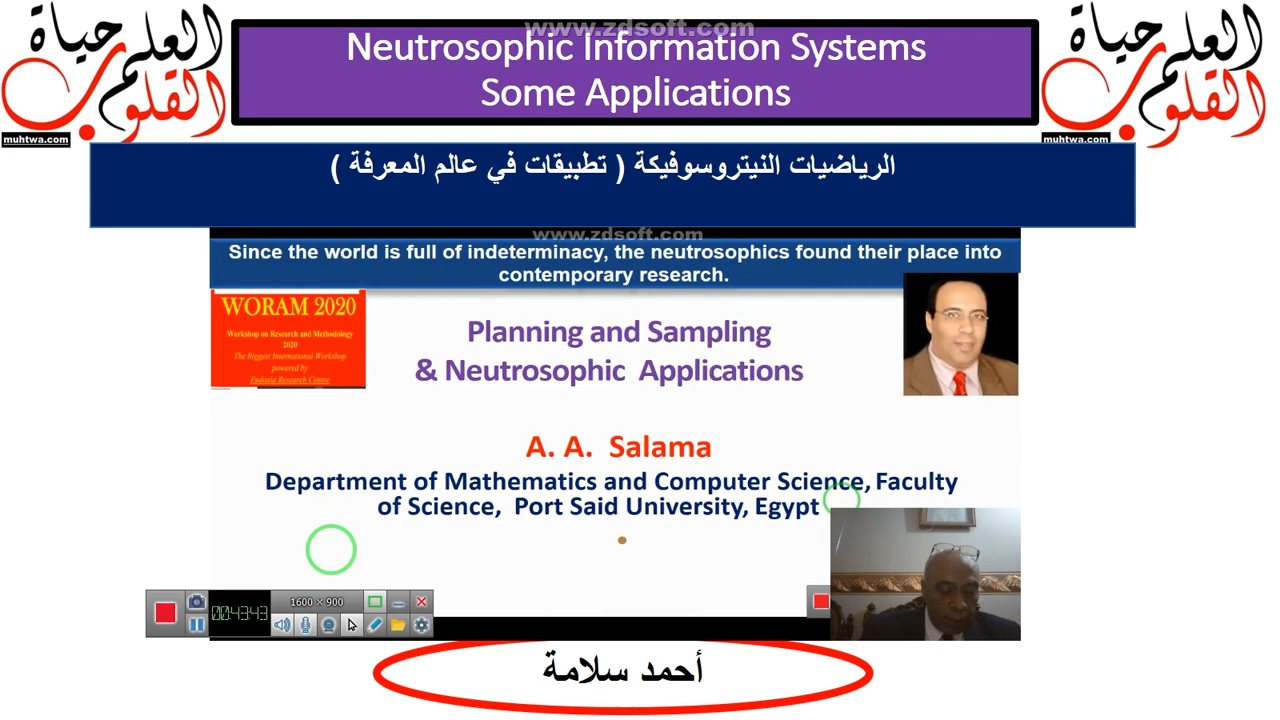 www.zdsoft.com
Neutrosophic Information Systems
Some Applications
العلم حياة القلوب
muhtwa.com
العلم حياة القلوب
muhtwa.com
الرياضيات النيتروسوفيكة ( تطبيقات في عالم المعرفة )
www.zdsoft.com
Since the world is full of indeterminacy, the neutrosophics found their place into
contemporary research.
WORAM 2020
Workshop on Research and Methodology
2020
The Biggest International Workshop
powered by
Eudoxia Research Centre
Planning and Sampling
& Neutrosophic Applications
A. A. Salama
Department of Mathematics and Computer Science, Faculty
of Science, Port Said University, Egypt
00:43:43
1600 × 900
أحمد سلامة